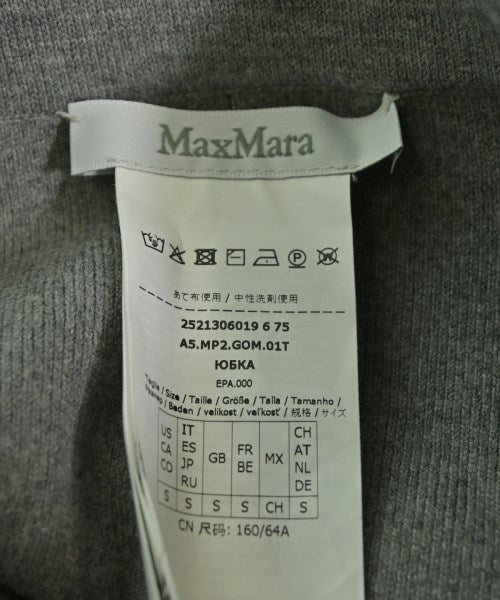 MaxMara
あて布使用 / 中性洗剤使用
2521306019 6 75
A5.MP2.GOM.01T
ЮБКА
EPA.000
Taglia / Size / Taille / Größe / Talla / Tamanho /
Размер / Beden / velikost / veľkosť / 规格 / サイズ
US CA CO IT ES JP RU GB FR BE MX CH AT NL DE
S S S S CH S
CN 尺码: 160/64A